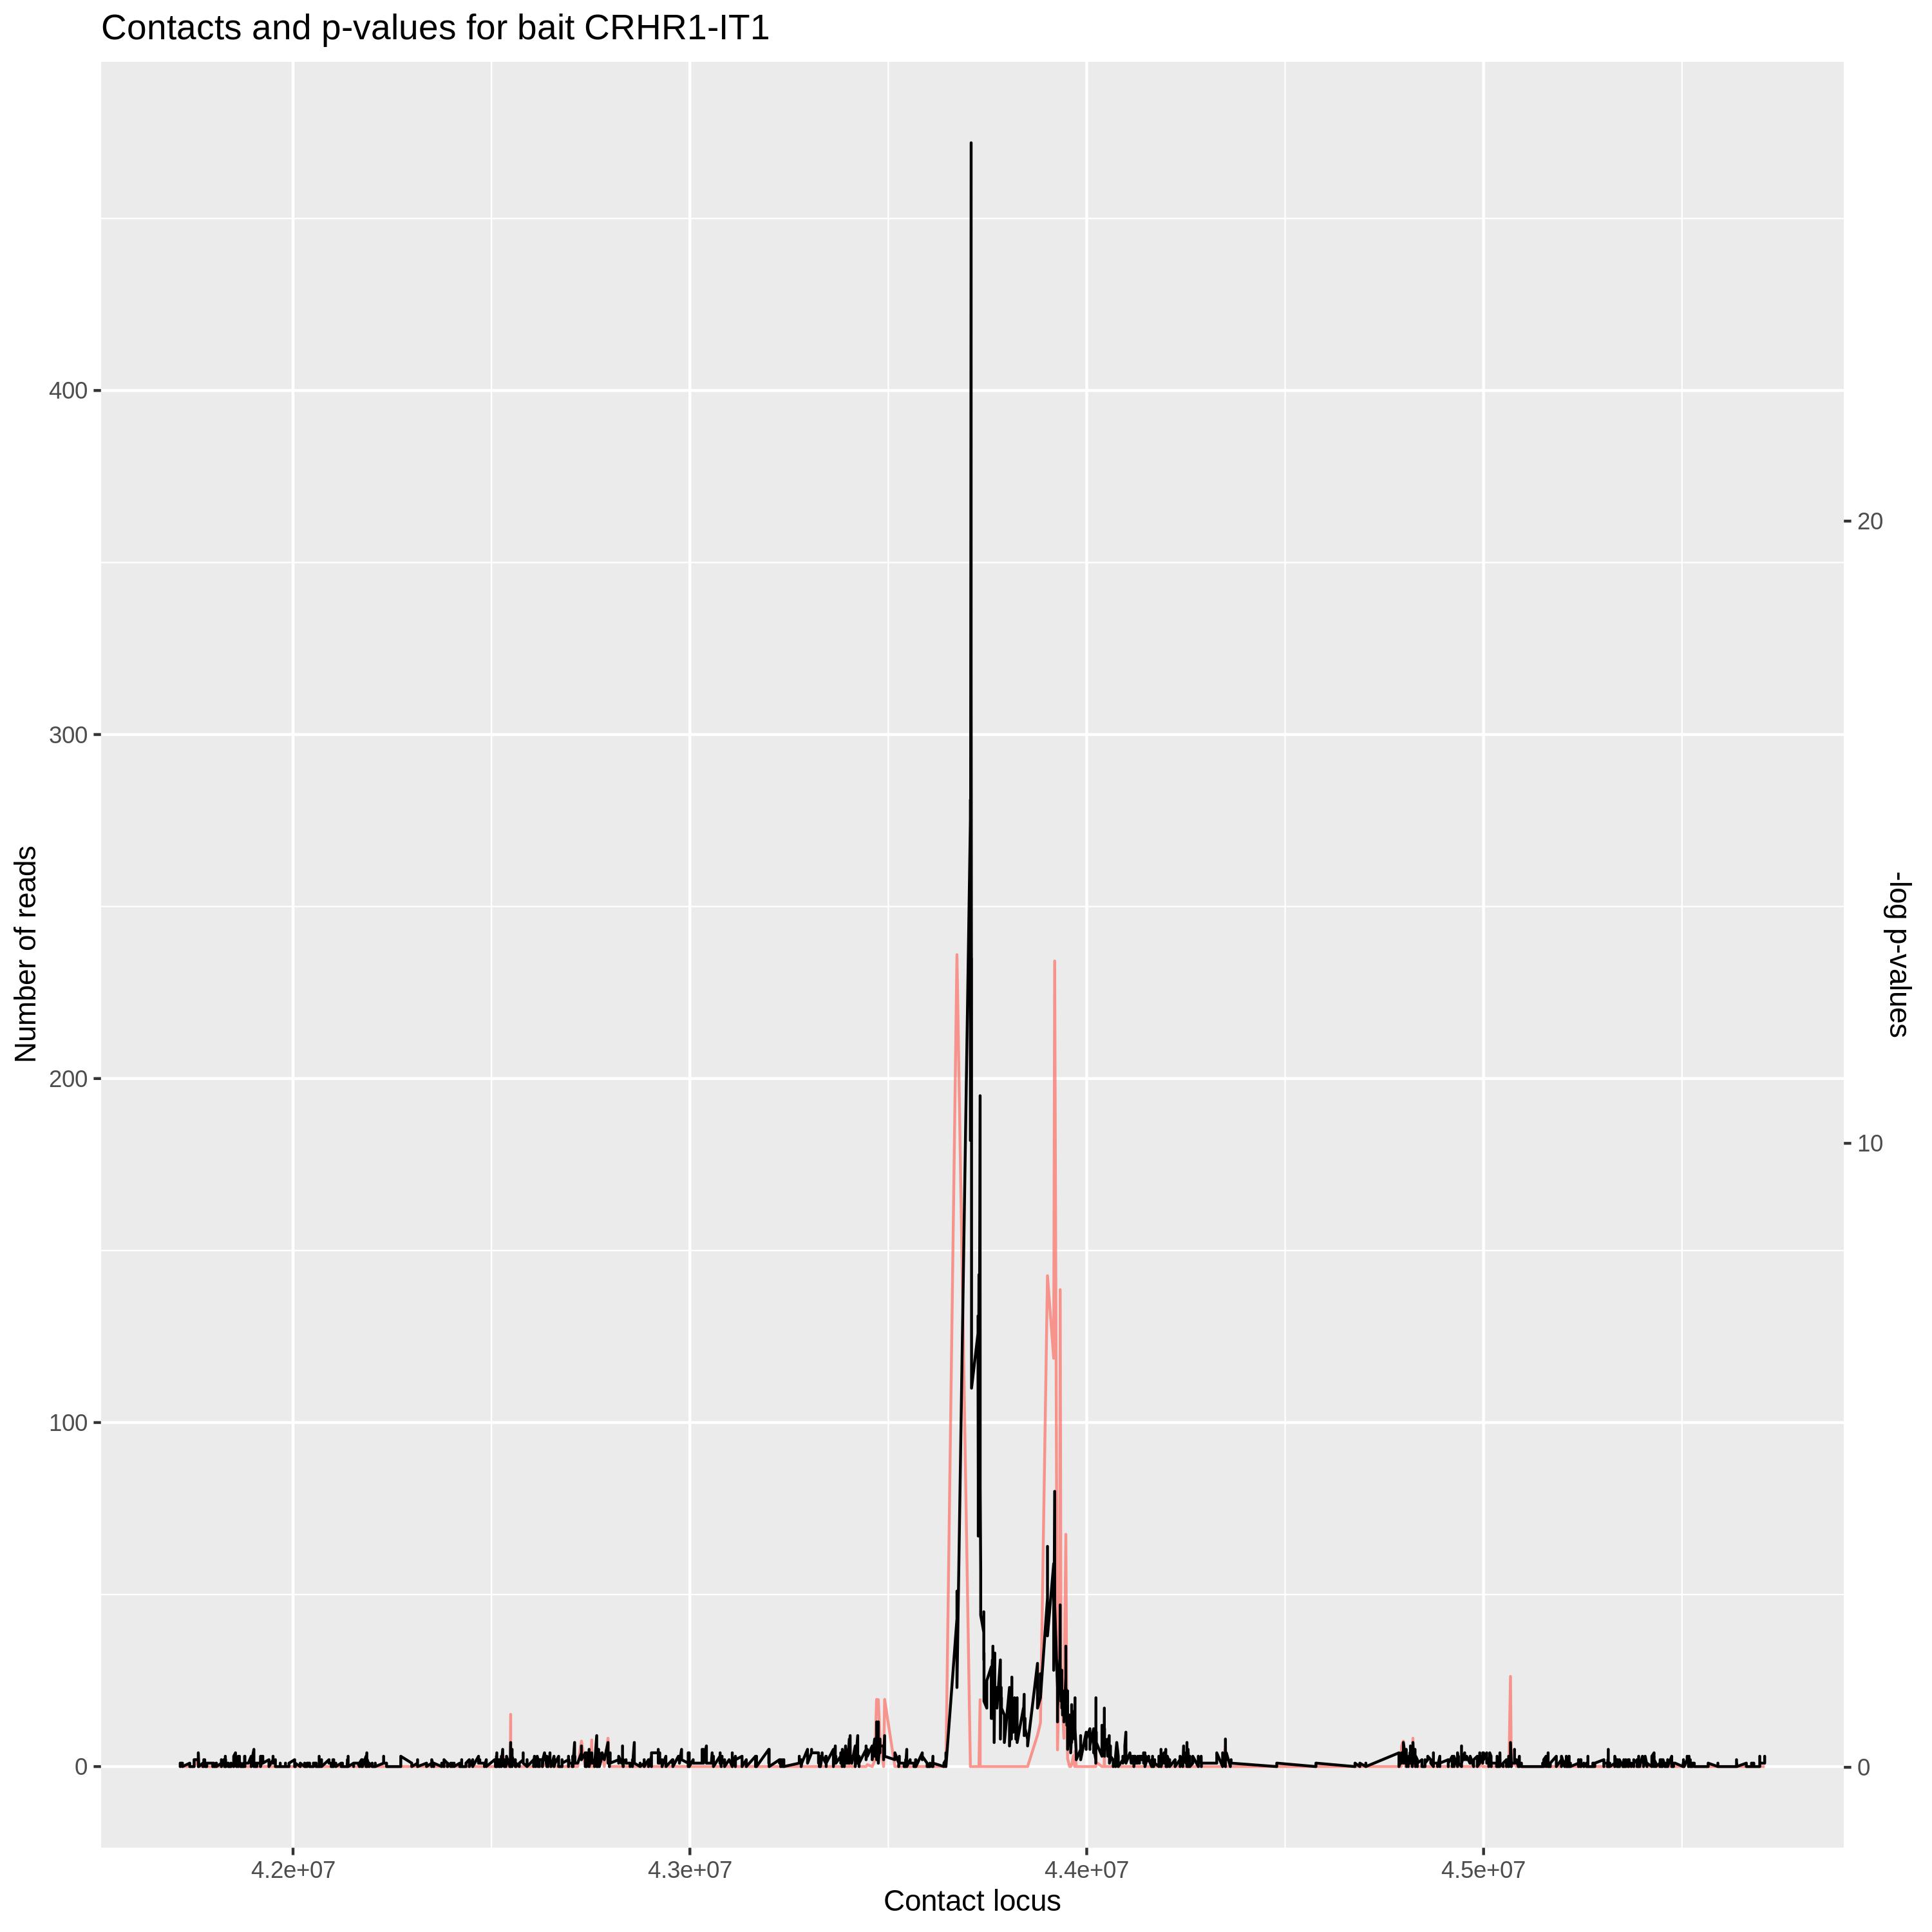 Contacts and p-values for bait CRHR1-IT1
400
300
200
100
0
Number of reads
20
10
0
-log p-values
4.2e+07
4.3e+07
4.4e+07
4.5e+07
Contact locus